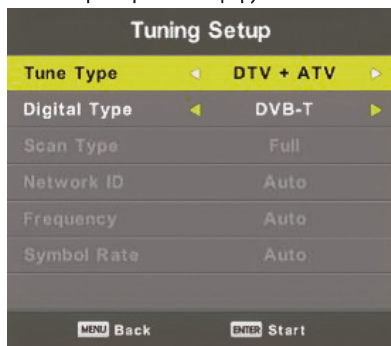 Tuning Setup
Tune Type DTV + ATV
Digital Type DVB-T
Scan Type Full
Network ID Auto
Frequency Auto
Symbol Rate Auto
MENU Back ENTER Start